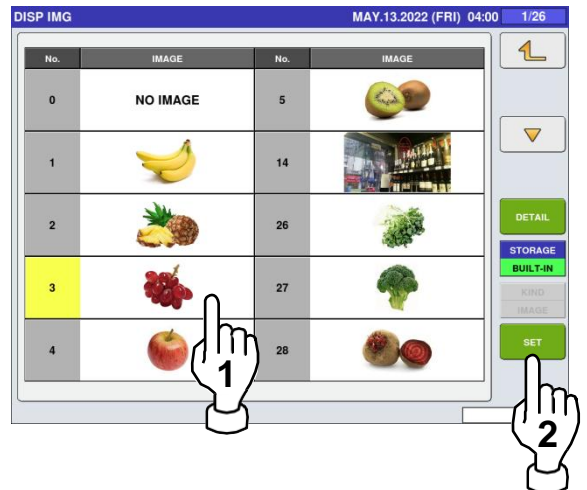 DISP IMG MAY.13.2022 (FRI) 04:00 1/26
No. IMAGE No. IMAGE
0 NO IMAGE 5
1 14
2 26
DETAIL
STORAGE
BUILT-IN
3 27
KIND
IMAGE
4 28
SET
1
2